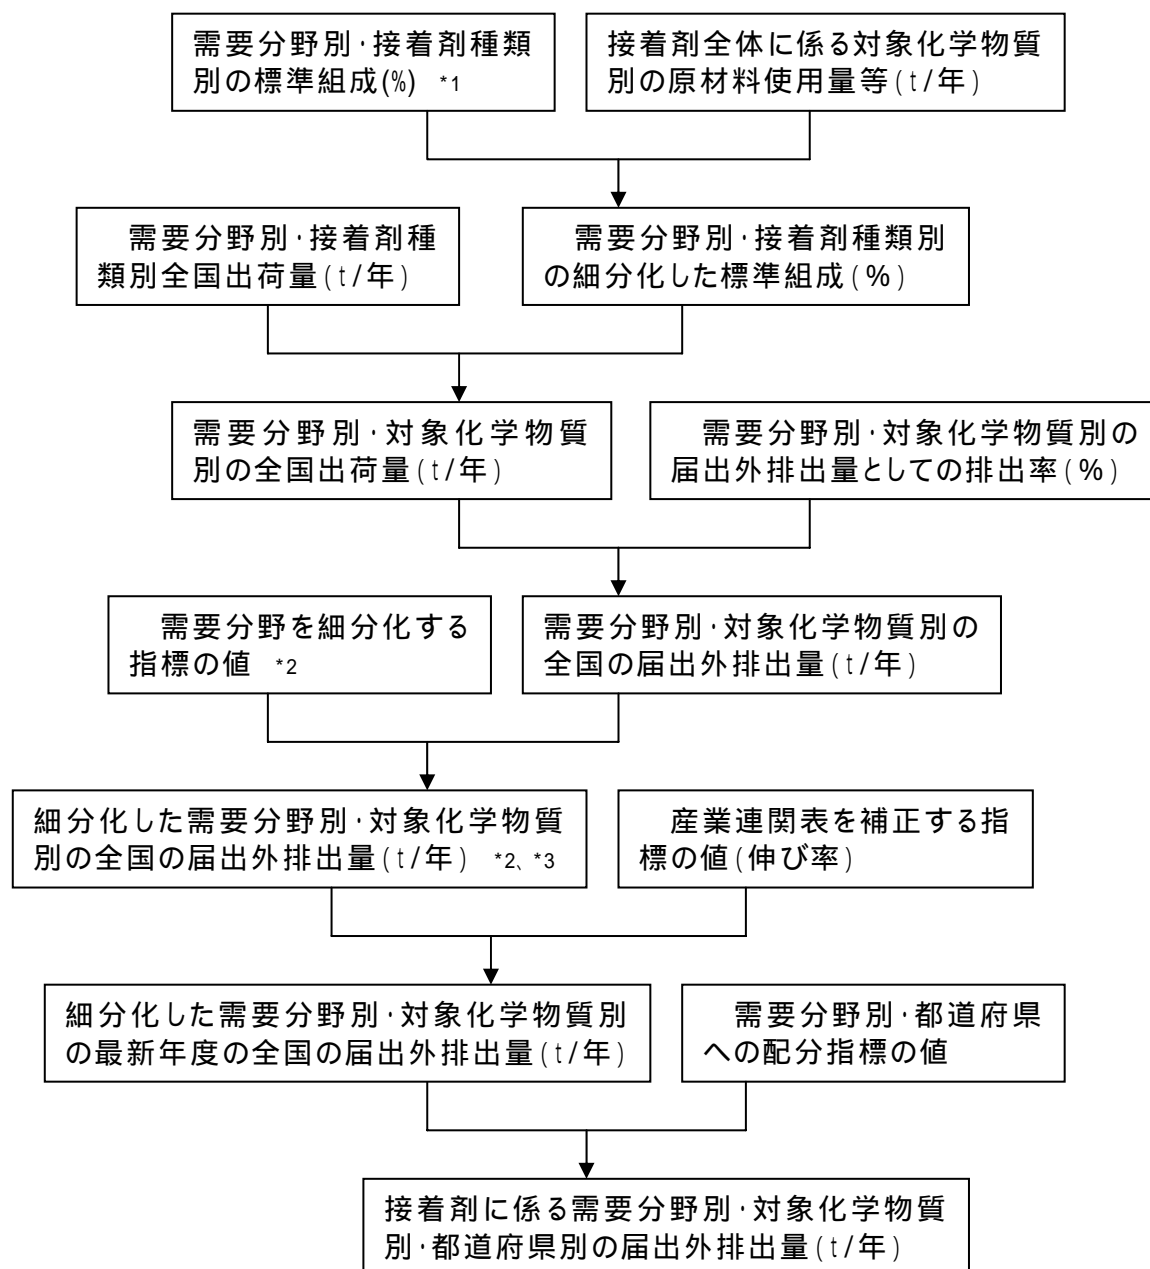 需要分野別・接着剤種類
別の標準組成(%) *1
接着剤全体に係る対象化学物質
別の原材料使用量等(t/年)
需要分野別・接着剤種
類別全国出荷量(t/年)
需要分野別・接着剤種類別
の細分化した標準組成(%)
需要分野別・対象化学物質
別の全国出荷量(t/年)
需要分野別・対象化学物質別の
届出外排出量としての排出率(%)
需要分野を細分化する
指標の値 *2
需要分野別・対象化学物質別の
全国の届出外排出量(t/年)
細分化した需要分野別・対象化学物質
別の全国の届出外排出量(t/年) *2、*3
産業連関表を補正する指
標の値(伸び率)
細分化した需要分野別・対象化学物質別
の最新年度の全国の届出外排出量(t/年)
需要分野別・都道府県
への配分指標の値
接着剤に係る需要分野別・対象化学物質
別・都道府県別の届出外排出量(t/年)